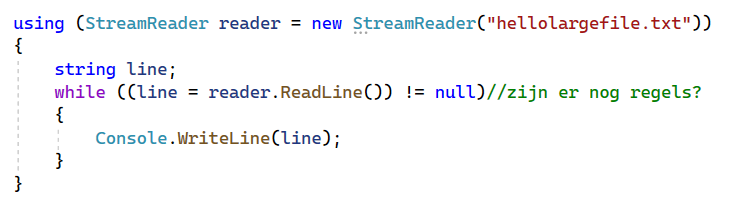 using (StreamReader reader = new StreamReader("hellolargefile.txt"))
{
    string line;
    while ((line = reader.ReadLine()) != null)//zijn er nog regels?
    {
        Console.WriteLine(line);
    }
}